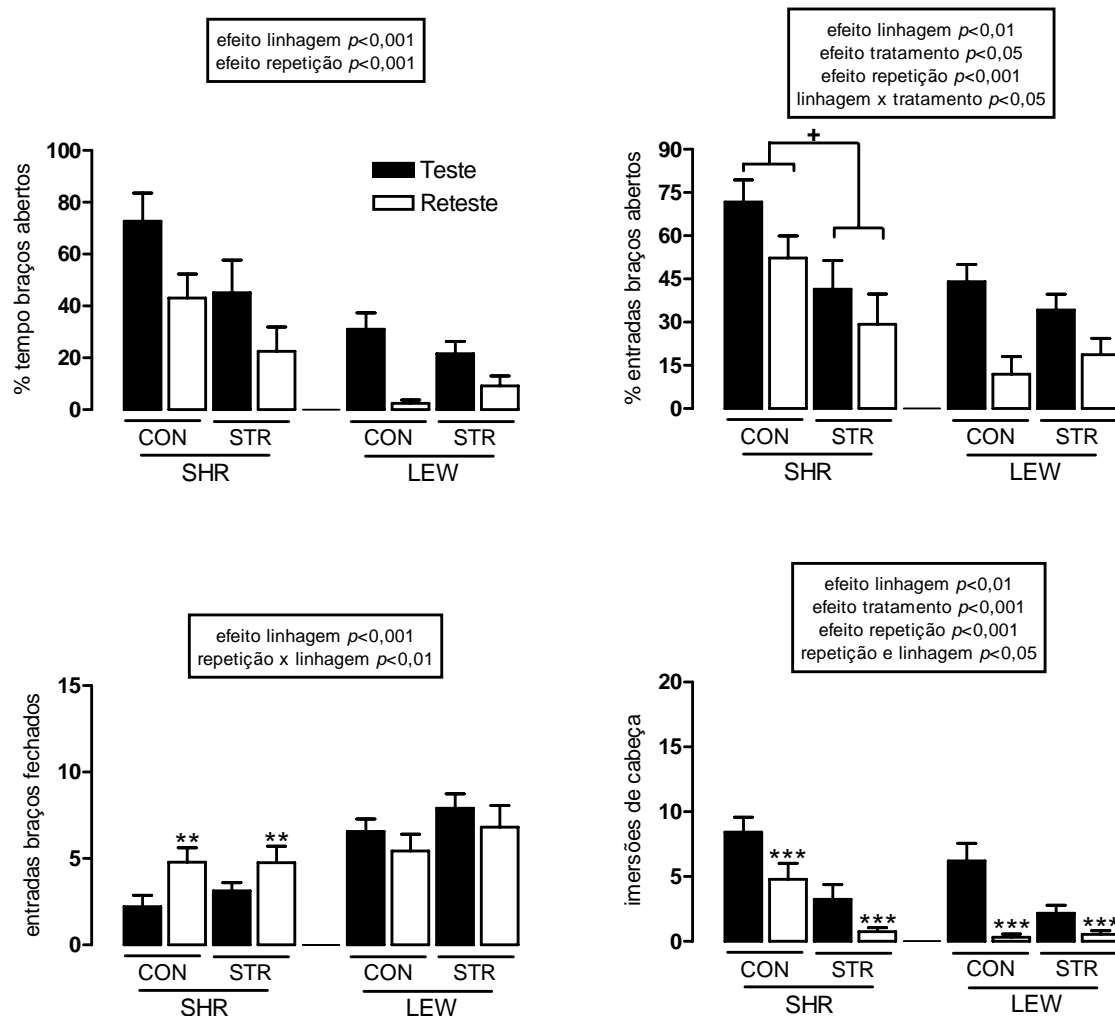 efeito linhagem p<0,001
efeito repetição p<0,001
100
80
60
40
20
0
% tempo braços abertos
Teste
Reteste
CON STR CON STR
SHR LEW
efeito linhagem p<0,01
efeito tratamento p<0,05
efeito repetição p<0,001
linhagem x tratamento p<0,05
90
75
60
45
30
15
0
% entradas braços abertos
+
CON STR CON STR
SHR LEW
efeito linhagem p<0,001
repetição x linhagem p<0,01
15
10
5
0
entradas braços fechados
** **
CON STR CON STR
SHR LEW
efeito linhagem p<0,01
efeito tratamento p<0,001
efeito repetição p<0,001
repetição e linhagem p<0,05
20
15
10
5
0
imersões de cabeça
*** *** *** ***
CON STR CON STR
SHR LEW